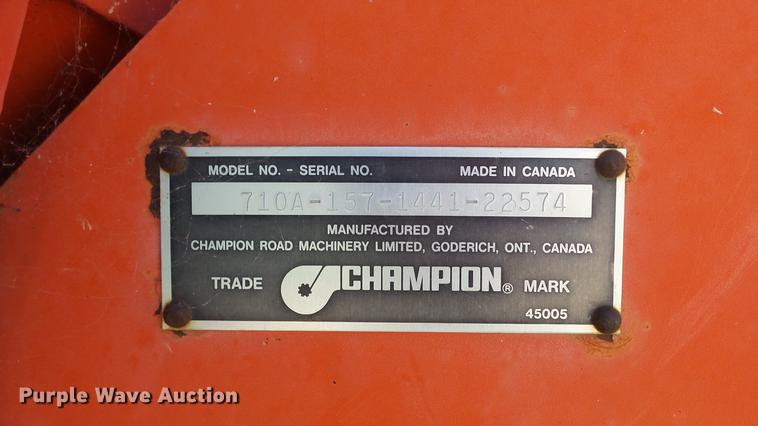 MODEL NO. - SERIAL NO. MADE IN CANADA
710A-157-1441-22574
MANUFACTURED BY
CHAMPION ROAD MACHINERY LIMITED, GODERICH, ONT., CANADA
TRADE CHAMPION® MARK
45005
Purple Wave Auction